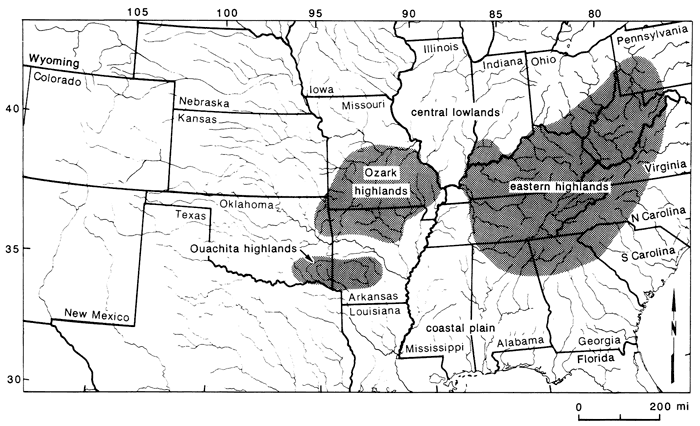 105
100
95
90
85
80
Wyoming
Colorado
Nebraska
Kansas
Iowa
Missouri
Illinois
Indiana
Ohio
Pennsylvania
40
central lowlands
Ozark
highlands
eastern highlands
Virginia
Oklahoma
Texas
N Carolina
35
Ouachita highlands
S Carolina
Arkansas
Louisiana
New Mexico
coastal plain
Mississippi
Alabama
Georgia
Florida
N
30
0
200 mi